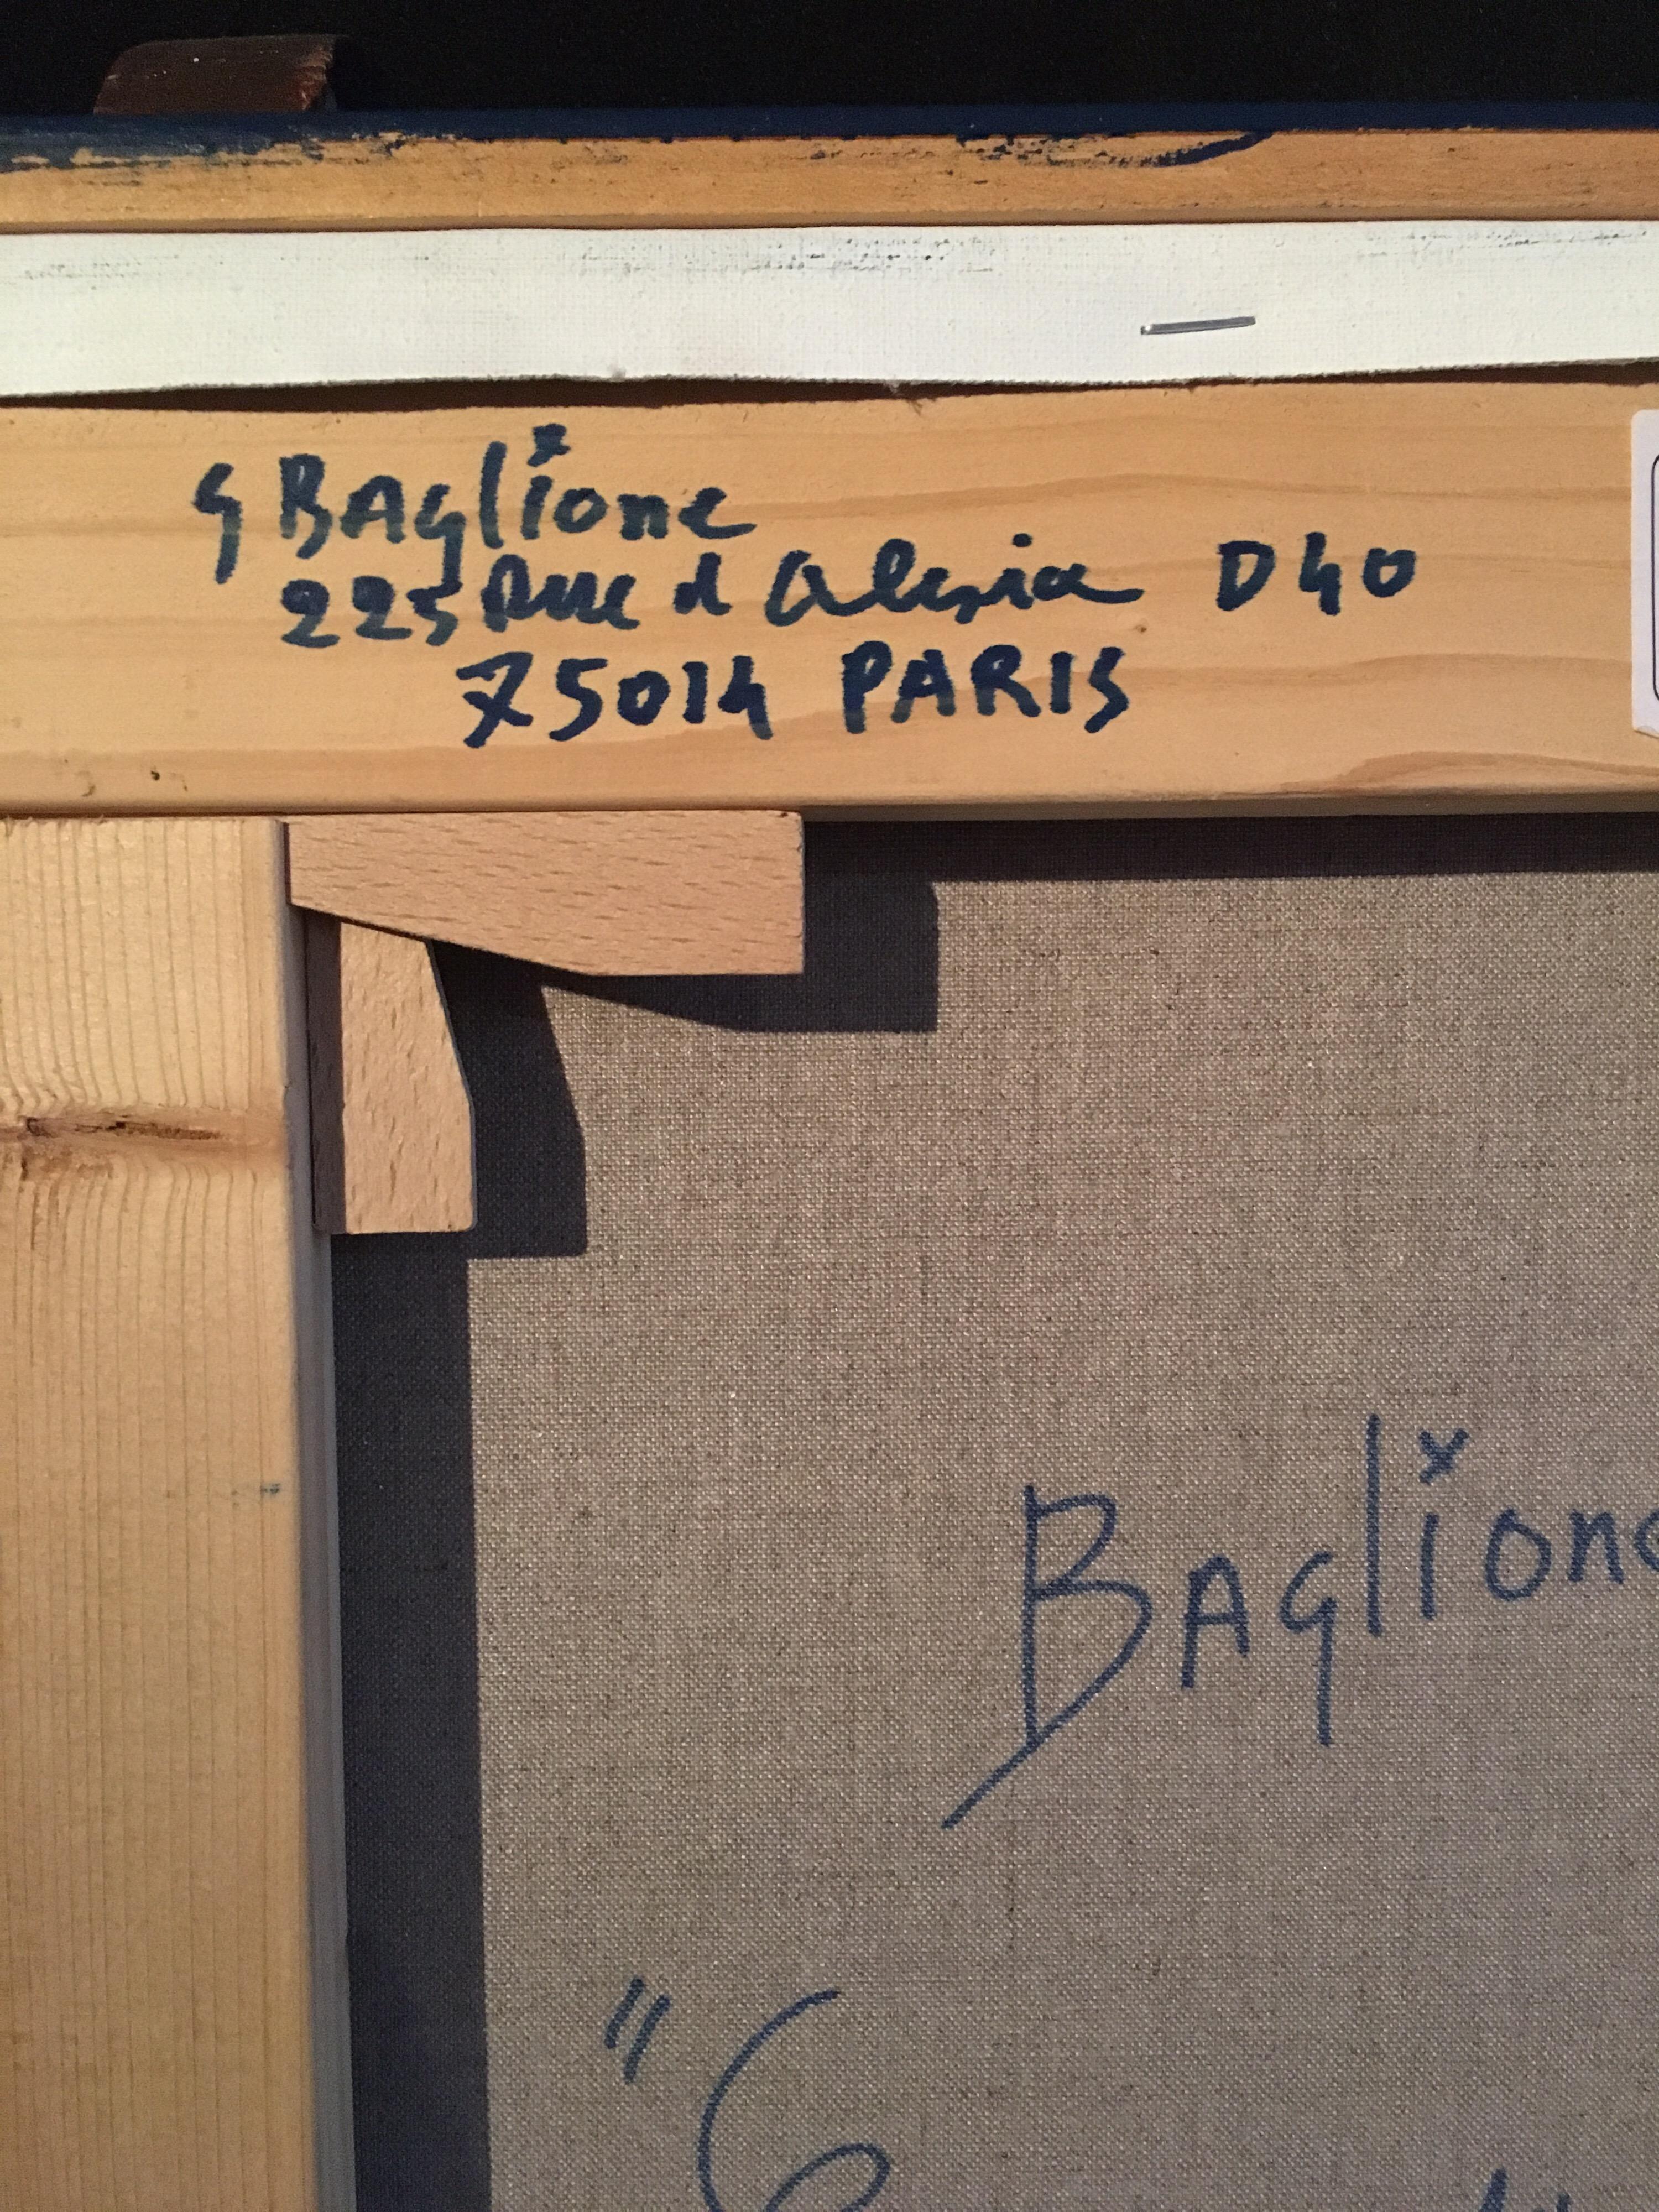 G BAglione
225 Rue d Alesia D40
75014 PARIS
BAglione
"G